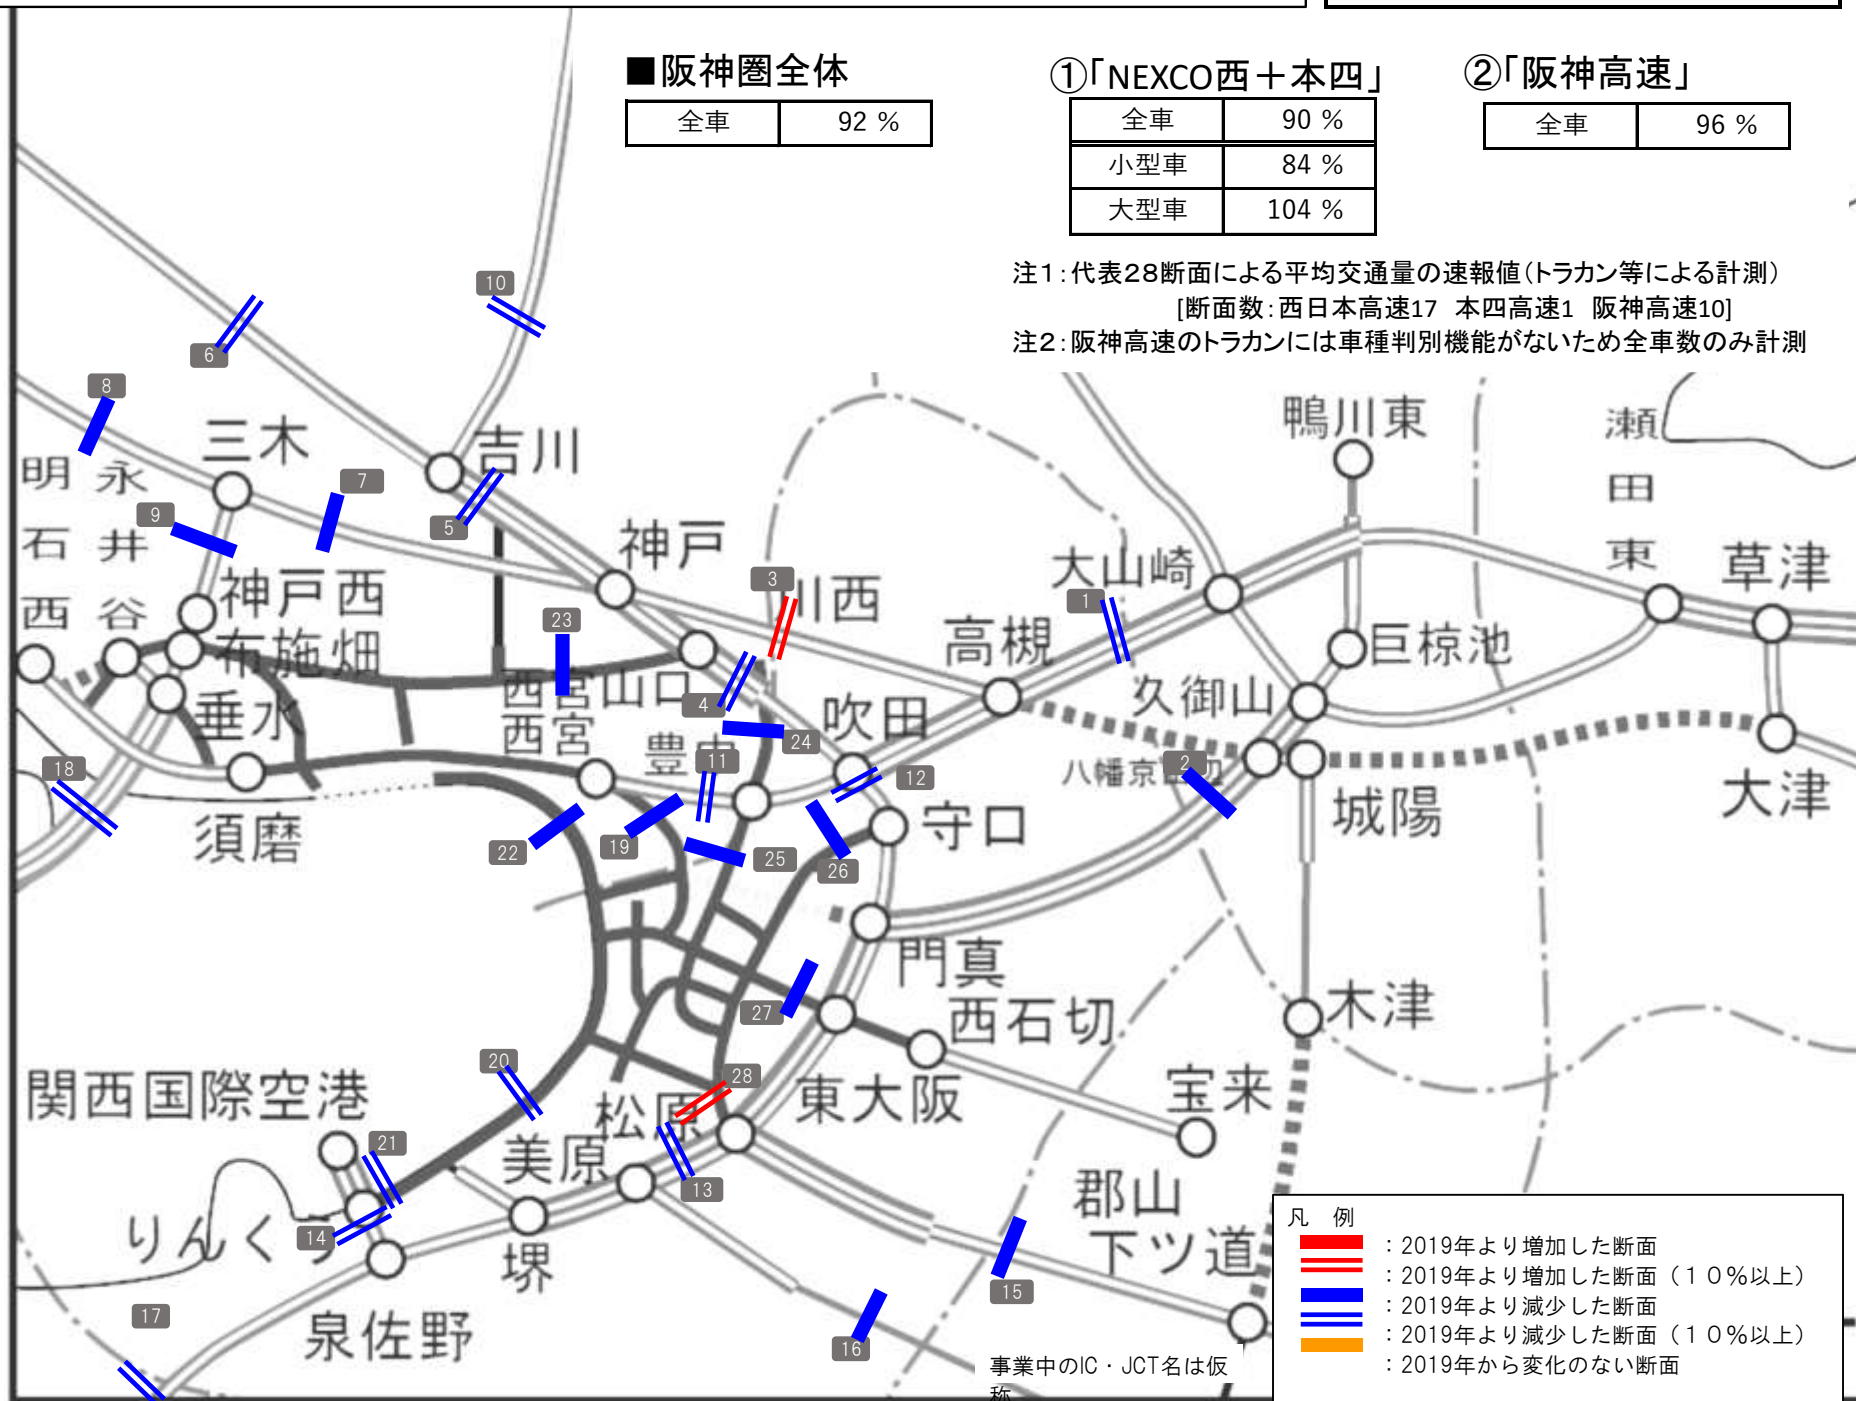 ■阪神圏全体
全車 92 %
①「NEXCO西＋本四」
全車 90 %
小型車 84 %
大型車 104 %
②「阪神高速」
全車 96 %
注１：代表２８断面による平均交通量の速報値（トラカン等による計測）
[断面数：西日本高速17 本四高速1 阪神高速10]
注２：阪神高速のトラカンには車種判別機能がないため全車数のみ計測
10
6
8
鴨川東
瀬田東
三木
吉川
7
明石西
永井谷
9
5
神戸
大山崎
草津
3
川西
1
神戸西
23
布施畑
高槻
巨椋池
西宮山口
久御山
垂水
4
吹田
西宮
24
豊中
11
12
八幡京田辺
2
18
大津
城陽
守口
須磨
22
19
25
26
門真
27
西石切
木津
20
28
関西国際空港
東大阪
宝来
松原
21
美原
13
郡山下ツ道
りんくう
14
堺
15
17
泉佐野
16
事業中のIC・JCT名は仮
称
凡 例
：2019年より増加した断面
：2019年より増加した断面（１０％以上）
：2019年より減少した断面
：2019年より減少した断面（１０％以上）
：2019年から変化のない断面